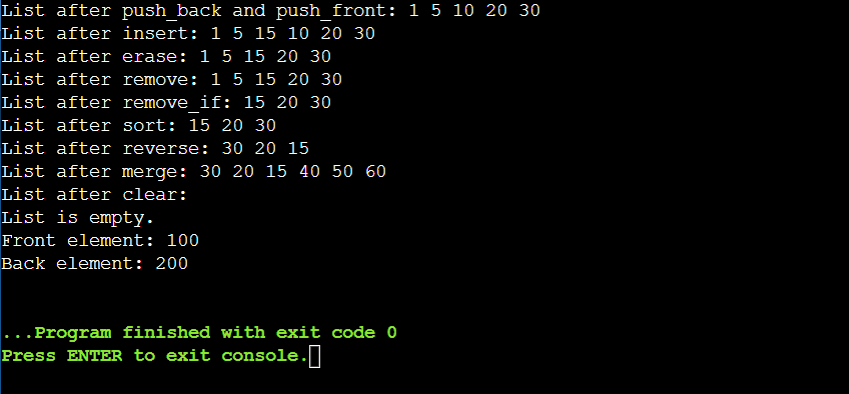 List after push_back and push_front: 1 5 10 20 30
List after insert: 1 5 15 10 20 30
List after erase: 1 5 15 20 30
List after remove: 1 5 15 20 30
List after remove_if: 15 20 30
List after sort: 15 20 30
List after reverse: 30 20 15
List after merge: 30 20 15 40 50 60
List after clear:
List is empty.
Front element: 100
Back element: 200
...Program finished with exit code 0
Press ENTER to exit console.